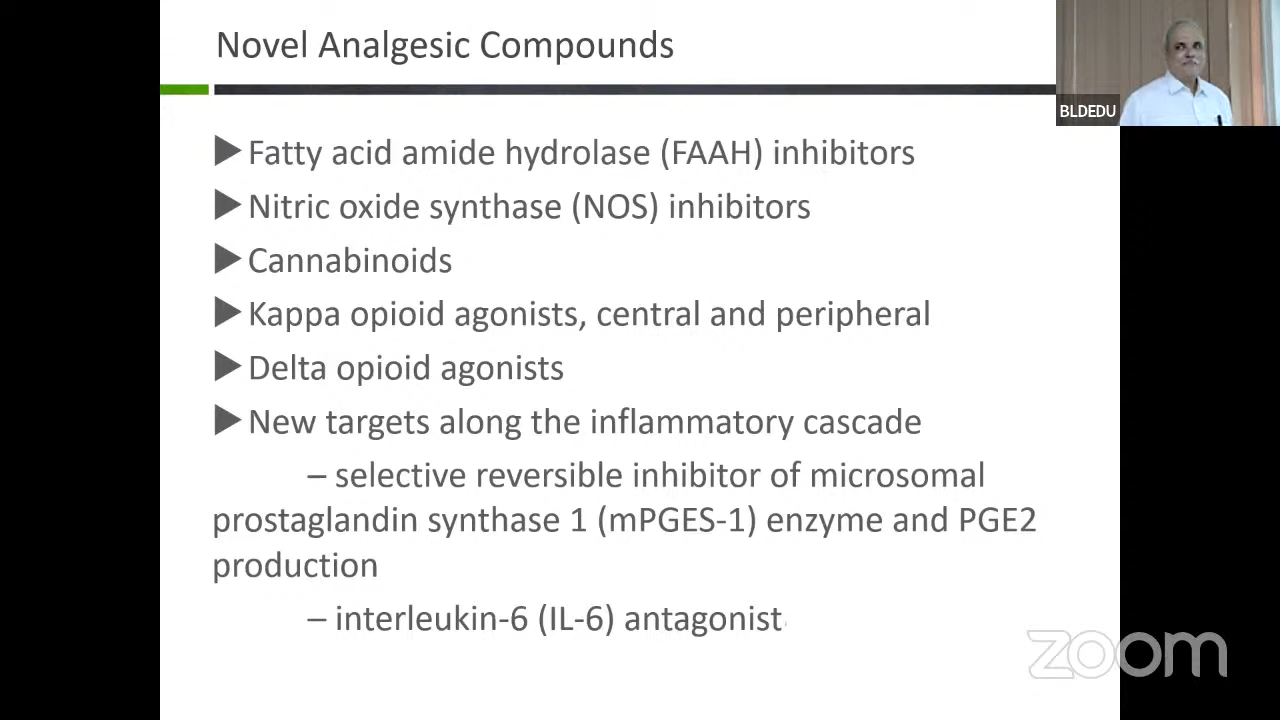 Novel Analgesic Compounds
BLDEDU
▶Fatty acid amide hydrolase (FAAH) inhibitors
▶Nitric oxide synthase (NOS) inhibitors
▶Cannabinoids
▶Kappa opioid agonists, central and peripheral
▶Delta opioid agonists
▶New targets along the inflammatory cascade
– selective reversible inhibitor of microsomal
prostaglandin synthase 1 (mPGES-1) enzyme and PGE2
production
– interleukin-6 (IL-6) antagonist
zoom